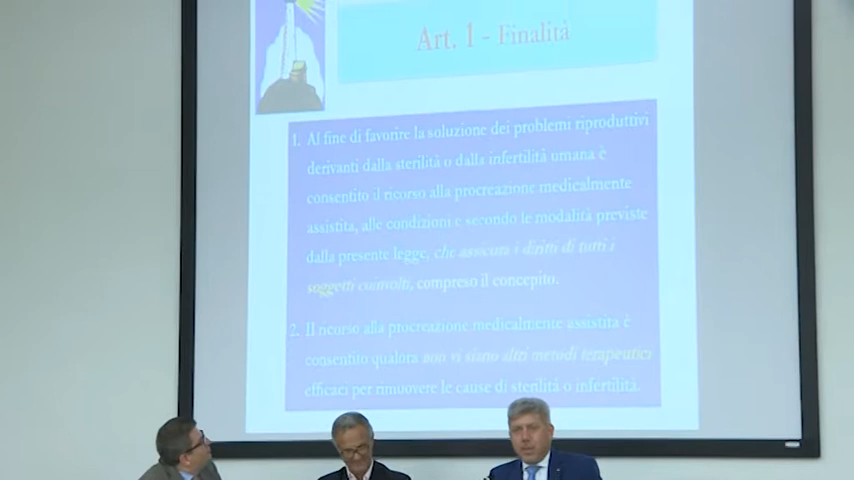 Art. 1 - Finalità
1. Al fine di favorire la soluzione dei problemi riproduttivi
derivanti dalla sterilità o dalla infertilità umana è
consentito il ricorso alla procreazione medicalmente
assistita, alle condizioni e secondo le modalità previste
dalla presente legge, che assicura i diritti di tutti i
soggetti coinvolti, compreso il concepito.
2. Il ricorso alla procreazione medicalmente assistita è
consentito qualora non vi siano altri metodi terapeutici
efficaci per rimuovere le cause di sterilità o infertilità.